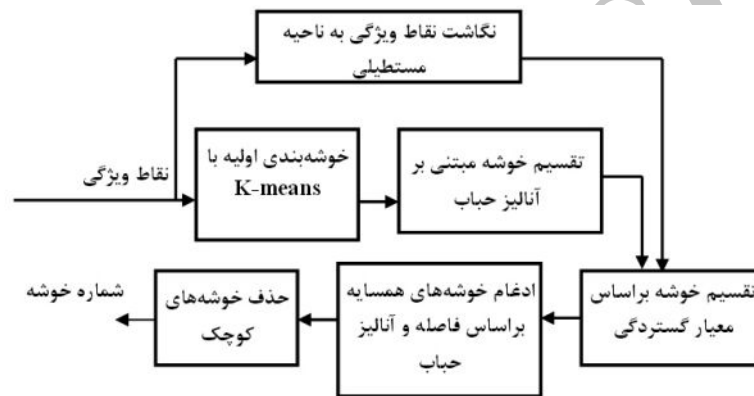 نگاشت نقاط ویژگی به ناحیه
مستطیلی
نقاط ویژگی
خوشه‌بندی اولیه با
K-means
تقسیم خوشه مبتنی بر
آنالیز حباب
تقسیم خوشه براساس
معیار گستردگی
ادغام خوشه‌های همسایه
براساس فاصله و آنالیز
حباب
حذف خوشه‌های
کوچک
شماره خوشه